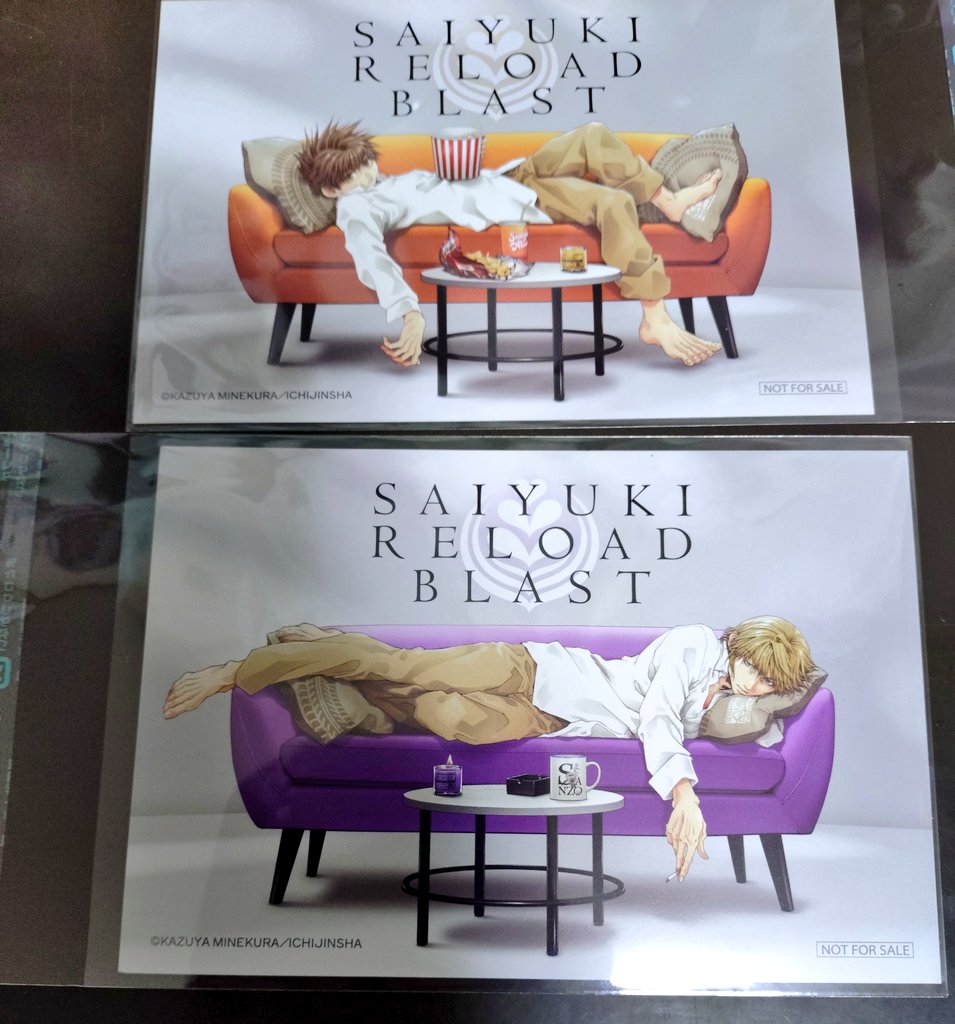 SAIYUKI
RELOAD
BLAST
©KAZUYA MINEKURA/ICHIJINSHA
NOT FOR SALE
SAIYUKI
RELOAD
BLAST
SANZO
©KAZUYA MINEKURA/ICHIJINSHA
NOT FOR SALE